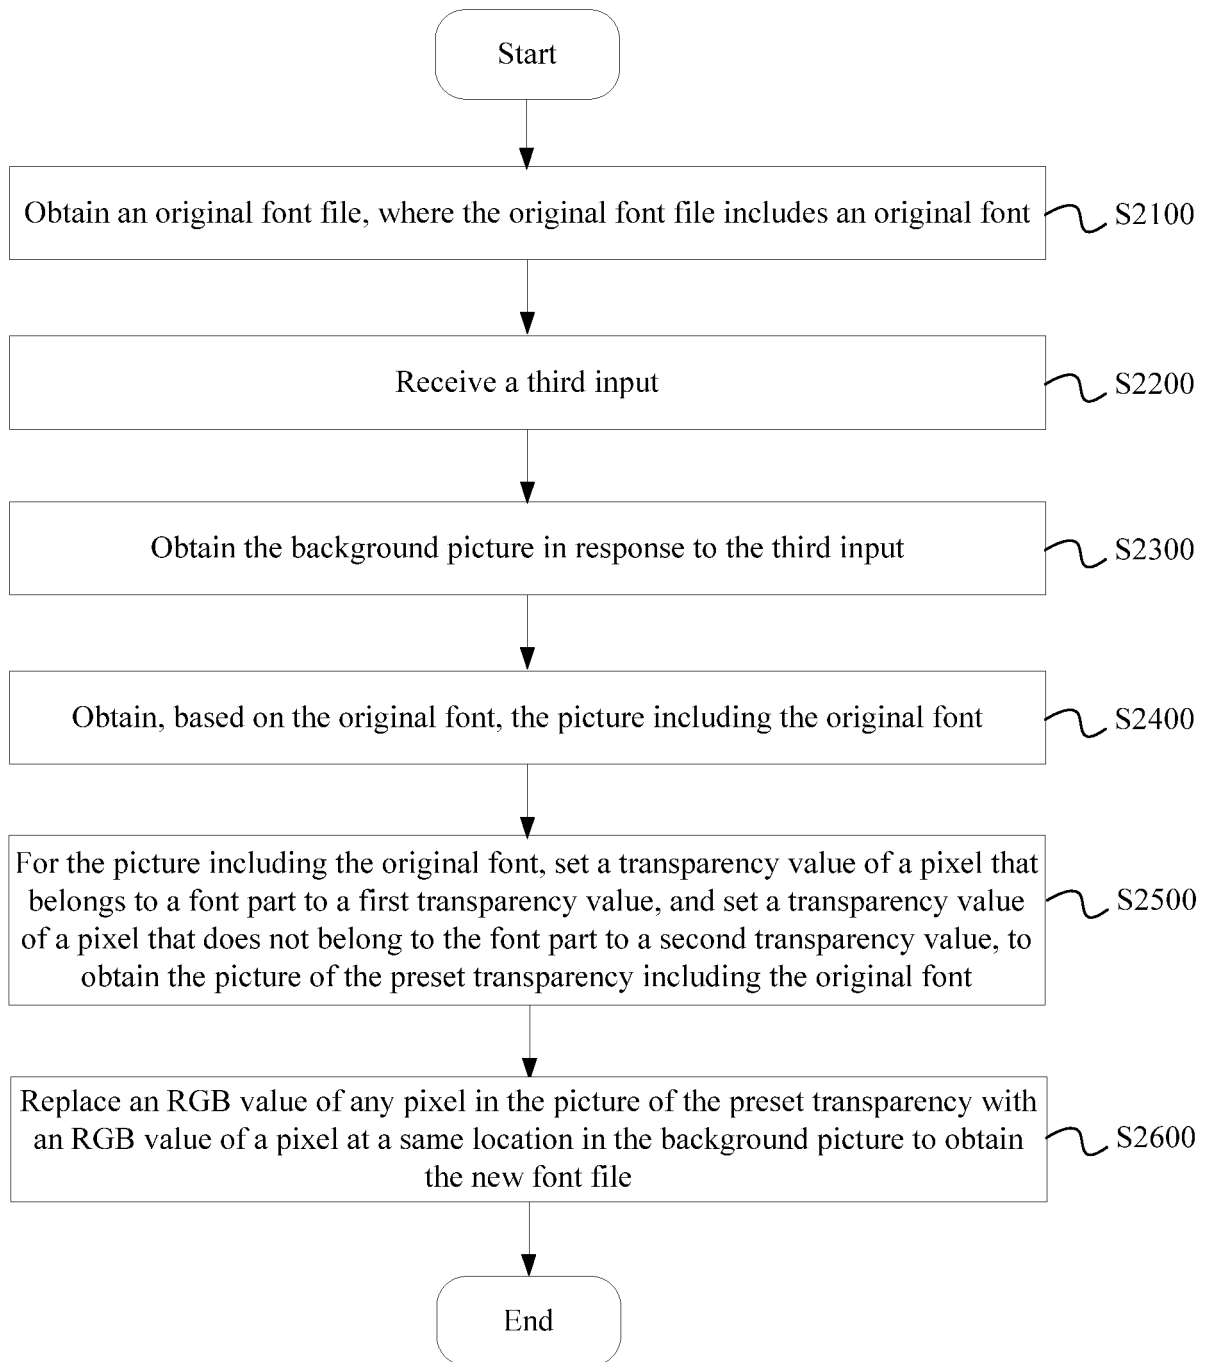 Start
Obtain an original font file, where the original font file includes an original font
S2100
Receive a third input
S2200
Obtain the background picture in response to the third input
S2300
Obtain, based on the original font, the picture including the original font
S2400
For the picture including the original font, set a transparency value of a pixel that
belongs to a font part to a first transparency value, and set a transparency value
of a pixel that does not belong to the font part to a second transparency value, to
obtain the picture of the preset transparency including the original font
S2500
Replace an RGB value of any pixel in the picture of the preset transparency with
an RGB value of a pixel at a same location in the background picture to obtain
the new font file
S2600
End